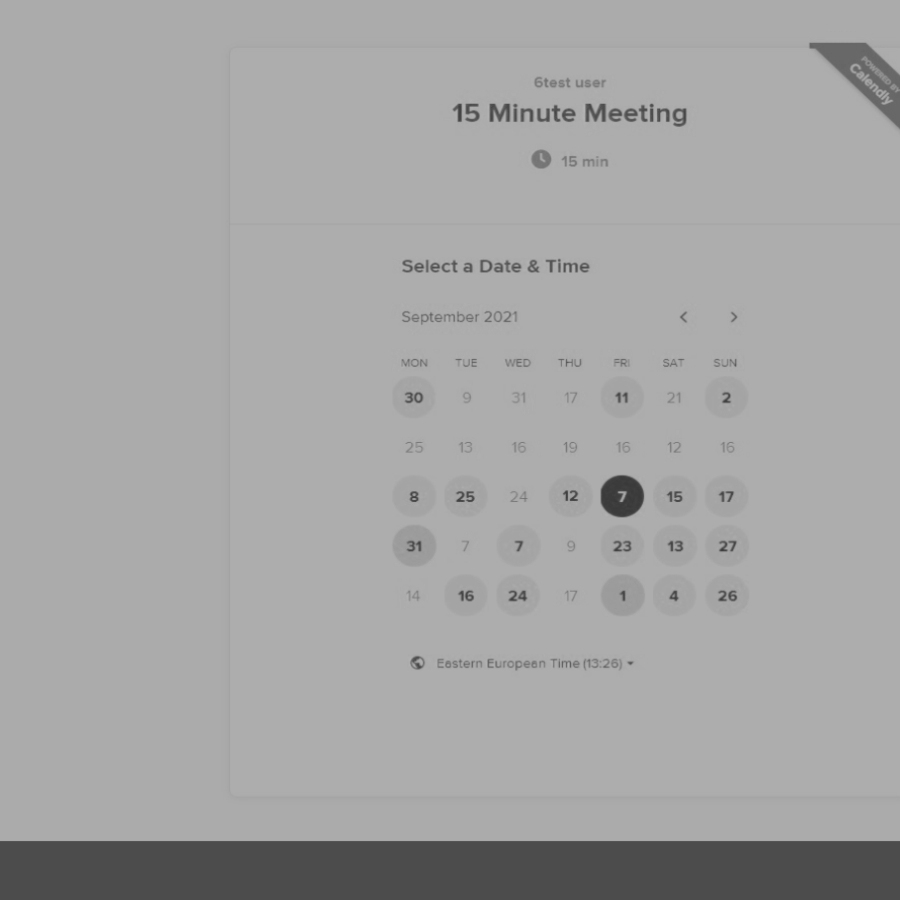 POWERED BY
Calendly
6test user
15 Minute Meeting
15 min
Select a Date & Time
September 2021
MON TUE WED THU FRI SAT SUN
30 9 31 17 11 21 2
25 13 16 19 16 12 16
8 25 24 12 7 15 17
31 7 7 9 23 13 27
14 16 24 17 1 4 26
Eastern European Time (13:26)